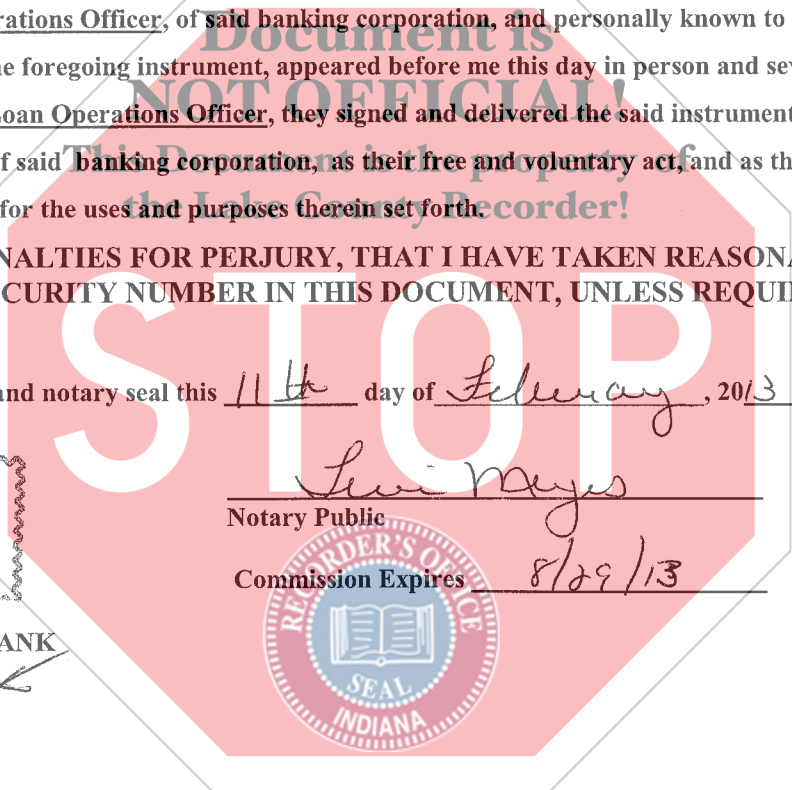 rations Officer, of said banking corporation, and personally known to
Document is
e foregoing instrument, appeared before me this day in person and sev
NOT OFFICIAL!
oan Operations Officer, they signed and delivered the said instrument
f said banking corporation, as their free and voluntary act, and as th
This Document is the property of
for the uses and purposes therein set forth.
the Lake County Recorder!
NALTIES FOR PERJURY, THAT I HAVE TAKEN REASONA
CURITY NUMBER IN THIS DOCUMENT, UNLESS REQUI
STOP
and notary seal this 11th day of February, 2013
Notary Public
RECORDER'S OFFICE
Commission Expires 8/29/13
ANK
SEAL
INDIANA